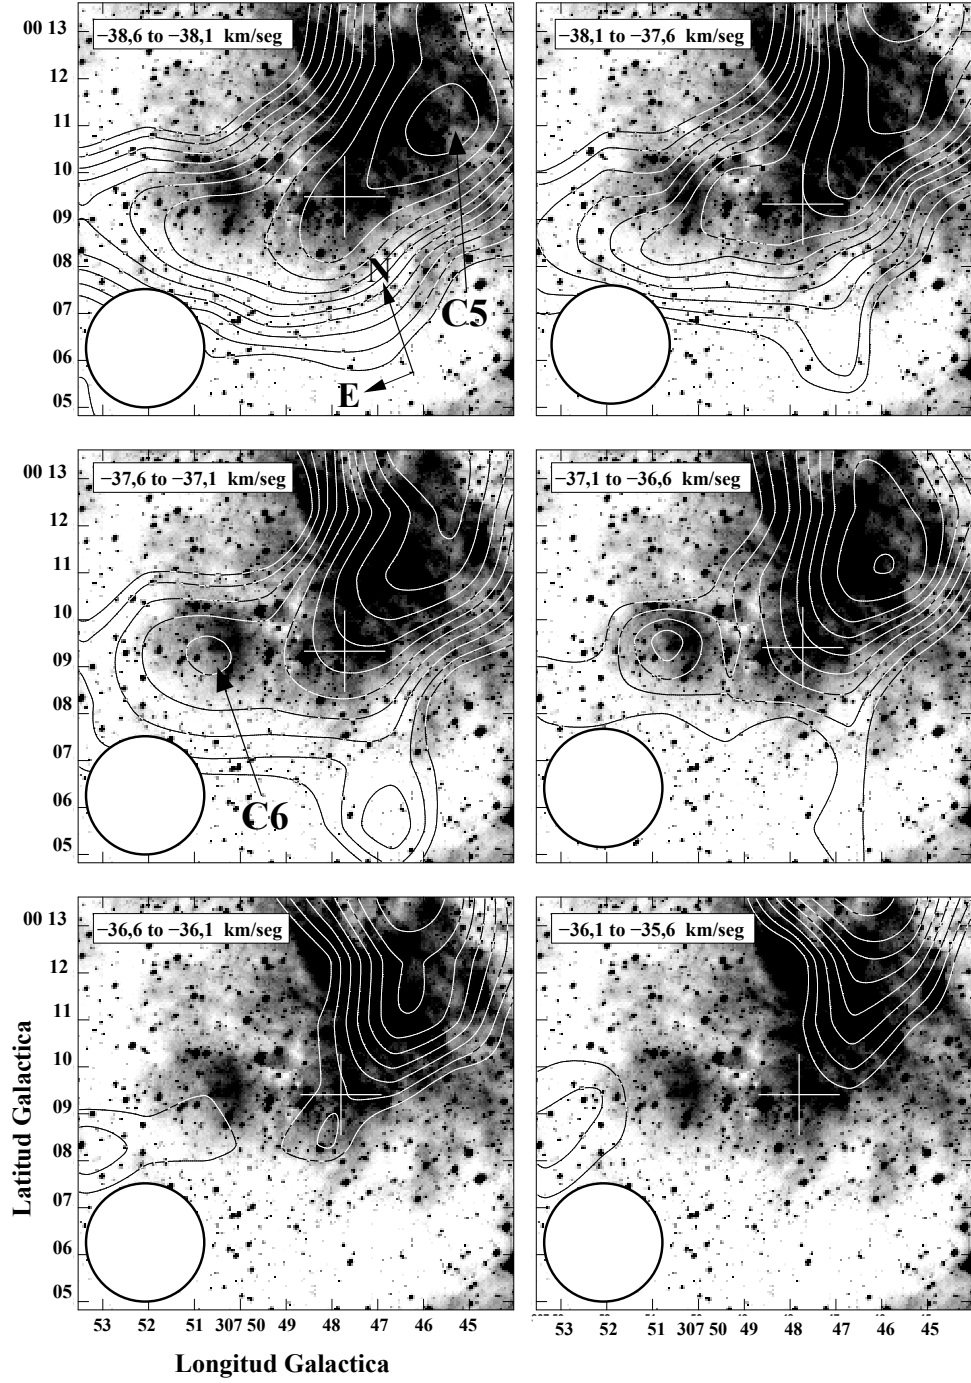 −38,6 to −38,1 km/seg
−38,1 to −37,6 km/seg
00 13
12
11
10
09
08
07
06
05
N
E
C5
−37,6 to −37,1 km/seg
−37,1 to −36,6 km/seg
00 13
12
11
10
09
08
07
06
05
C6
−36,6 to −36,1 km/seg
−36,1 to −35,6 km/seg
00 13
12
11
10
09
08
07
06
05
53 52 51 307 50 49 48 47 46 45
53 52 51 307 50 49 48 47 46 45 44
Latitud Galactica
Longitud Galactica